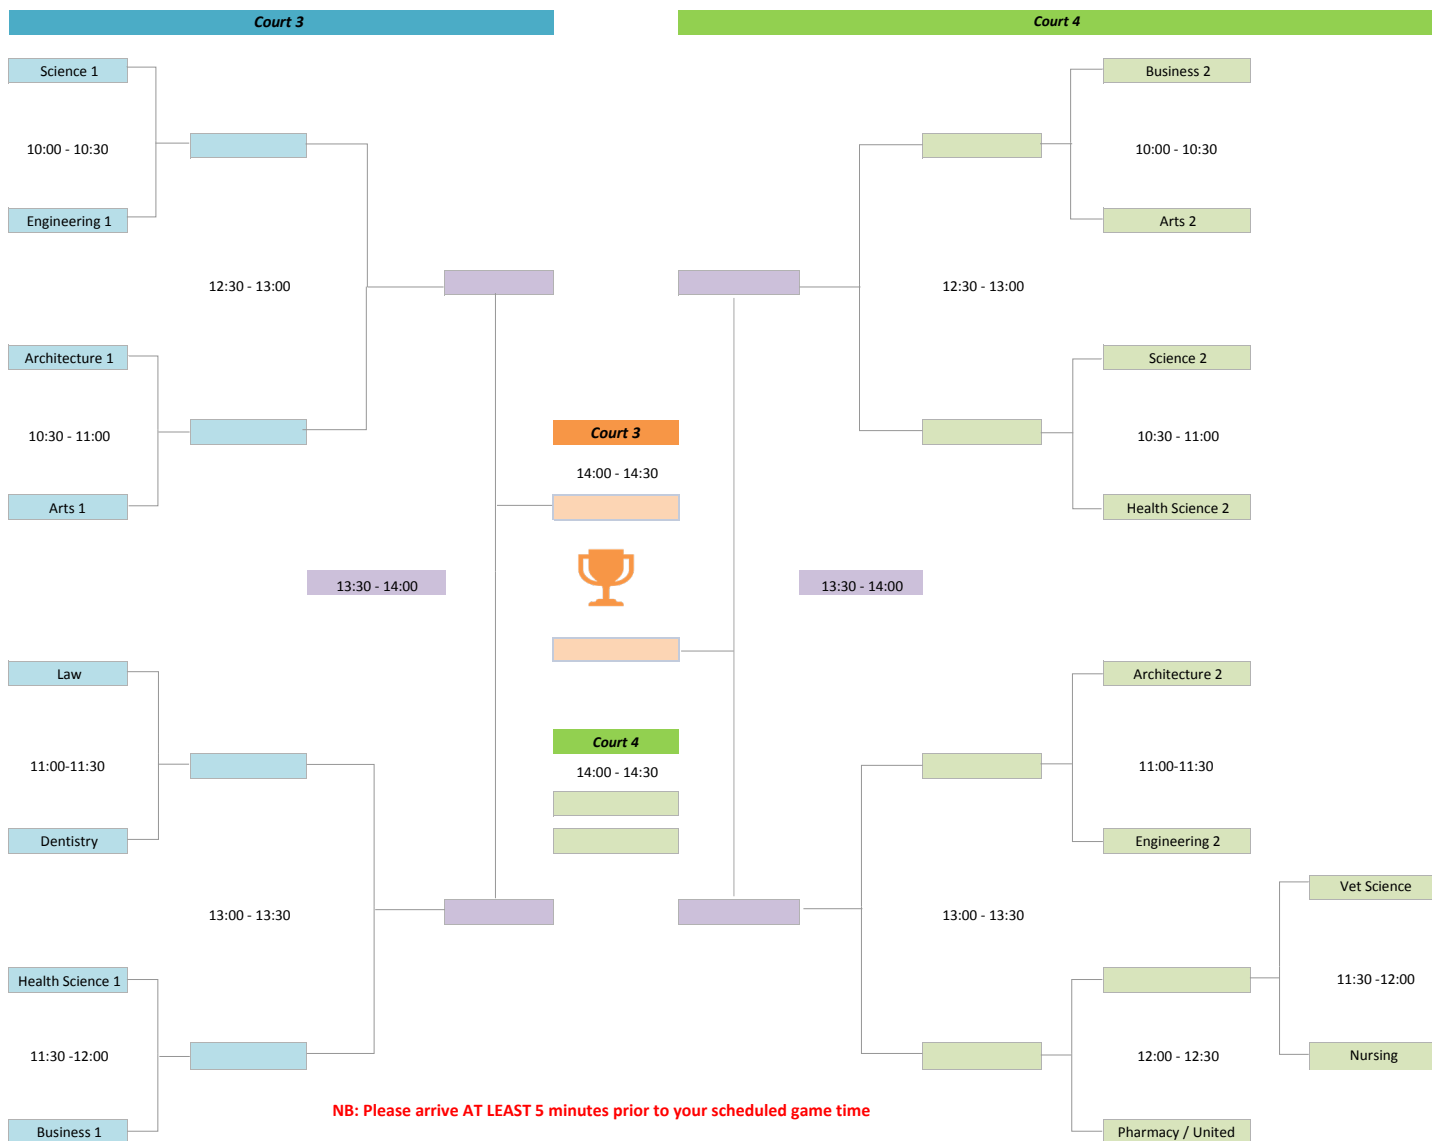 Court 3
Court 4
Science 1
Business 2
10:00 - 10:30
10:00 - 10:30
Engineering 1
Arts 2
12:30 - 13:00
12:30 - 13:00
Architecture 1
Science 2
10:30 - 11:00
Court 3
10:30 - 11:00
14:00 - 14:30
Arts 1
Health Science 2
13:30 - 14:00
13:30 - 14:00
Law
Architecture 2
Court 4
11:00-11:30
14:00 - 14:30
11:00-11:30
Dentistry
Engineering 2
Vet Science
13:00 - 13:30
13:00 - 13:30
Health Science 1
11:30 -12:00
11:30 -12:00
12:00 - 12:30
Nursing
NB: Please arrive AT LEAST 5 minutes prior to your scheduled game time
Business 1
Pharmacy / United